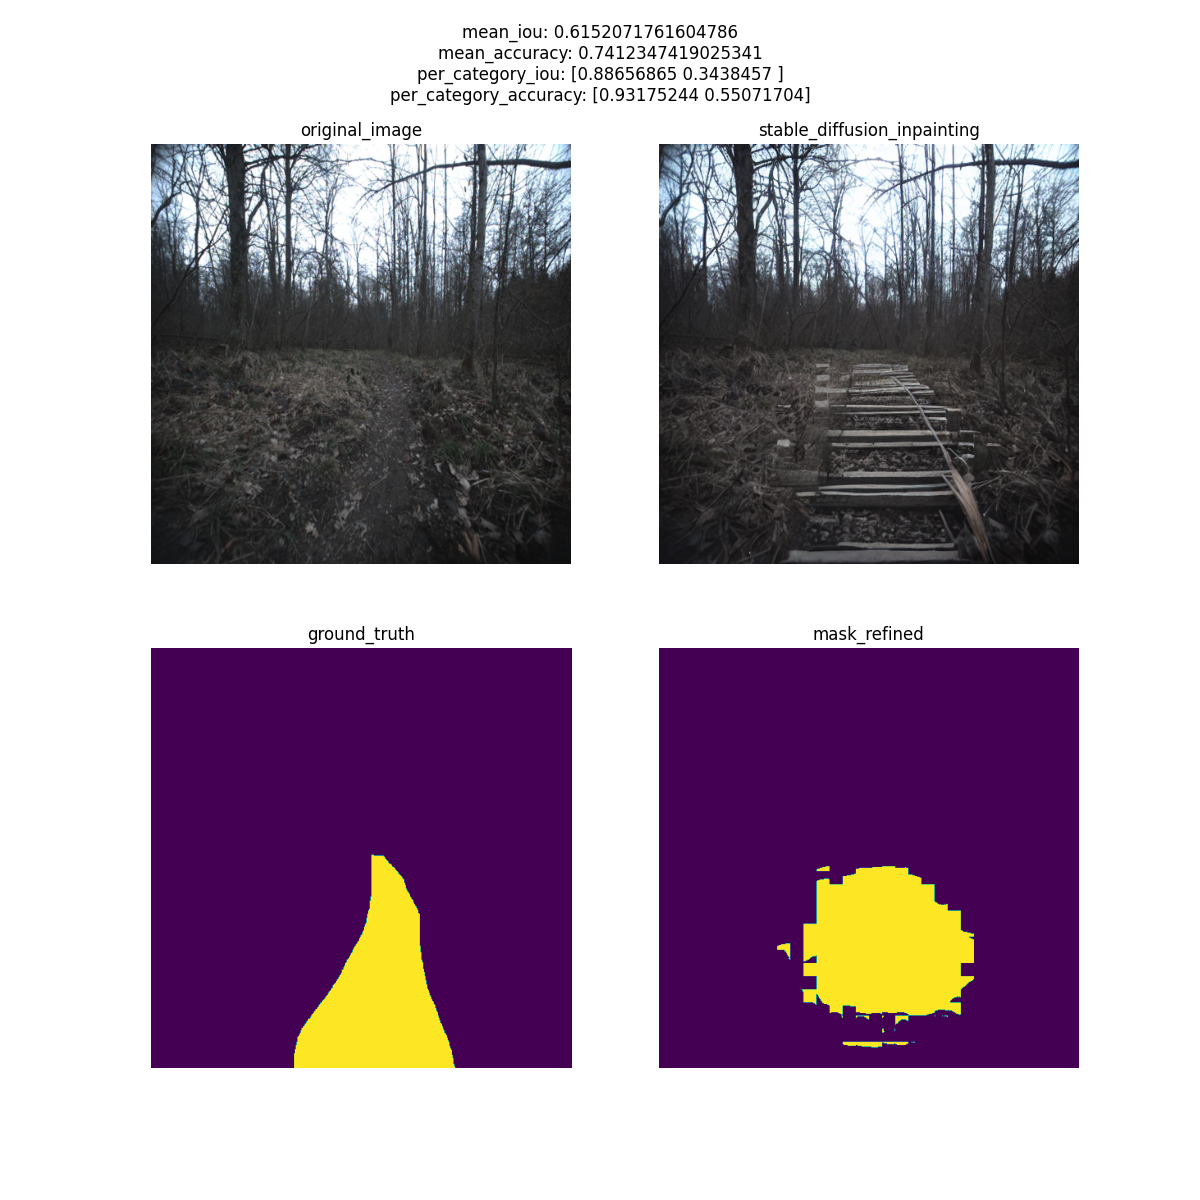 mean_iou: 0.6152071761604786
mean_accuracy: 0.7412347419025341
per_category_iou: [0.88656865 0.3438457 ]
per_category_accuracy: [0.93175244 0.55071704]
original_image
stable_diffusion_inpainting
ground_truth
mask_refined